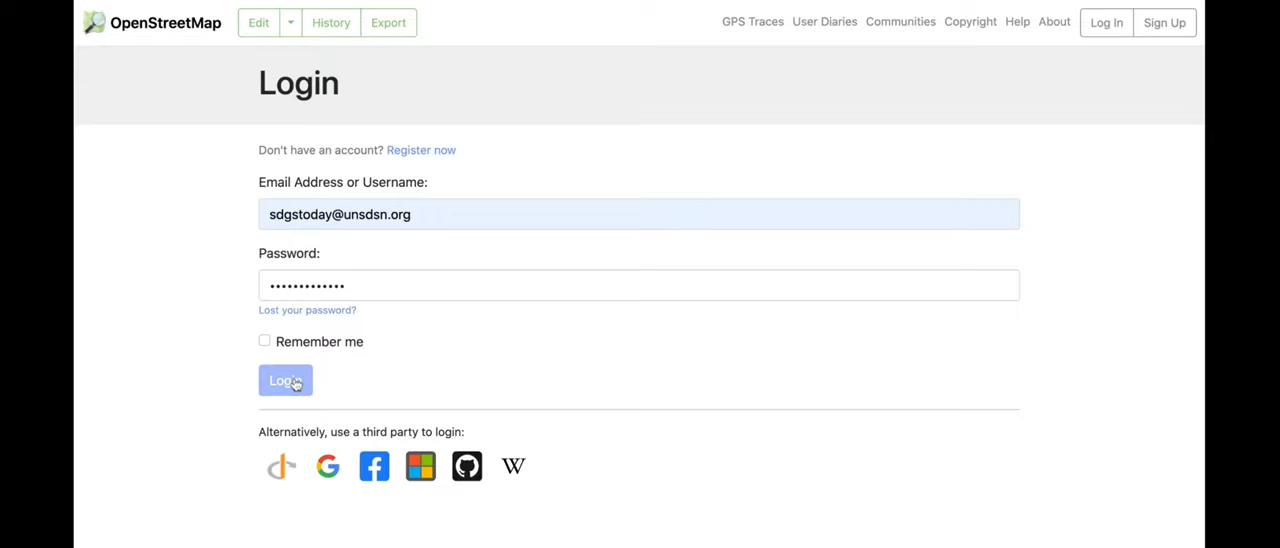 OpenStreetMap Edit History Export GPS Traces User Diaries Communities Copyright Help About Log In Sign Up
Login
Don't have an account? Register now
Email Address or Username:
sdgstoday@unsdsn.org
Password:
•••••••••••••
Lost your password?
Remember me
Login
Alternatively, use a third party to login: